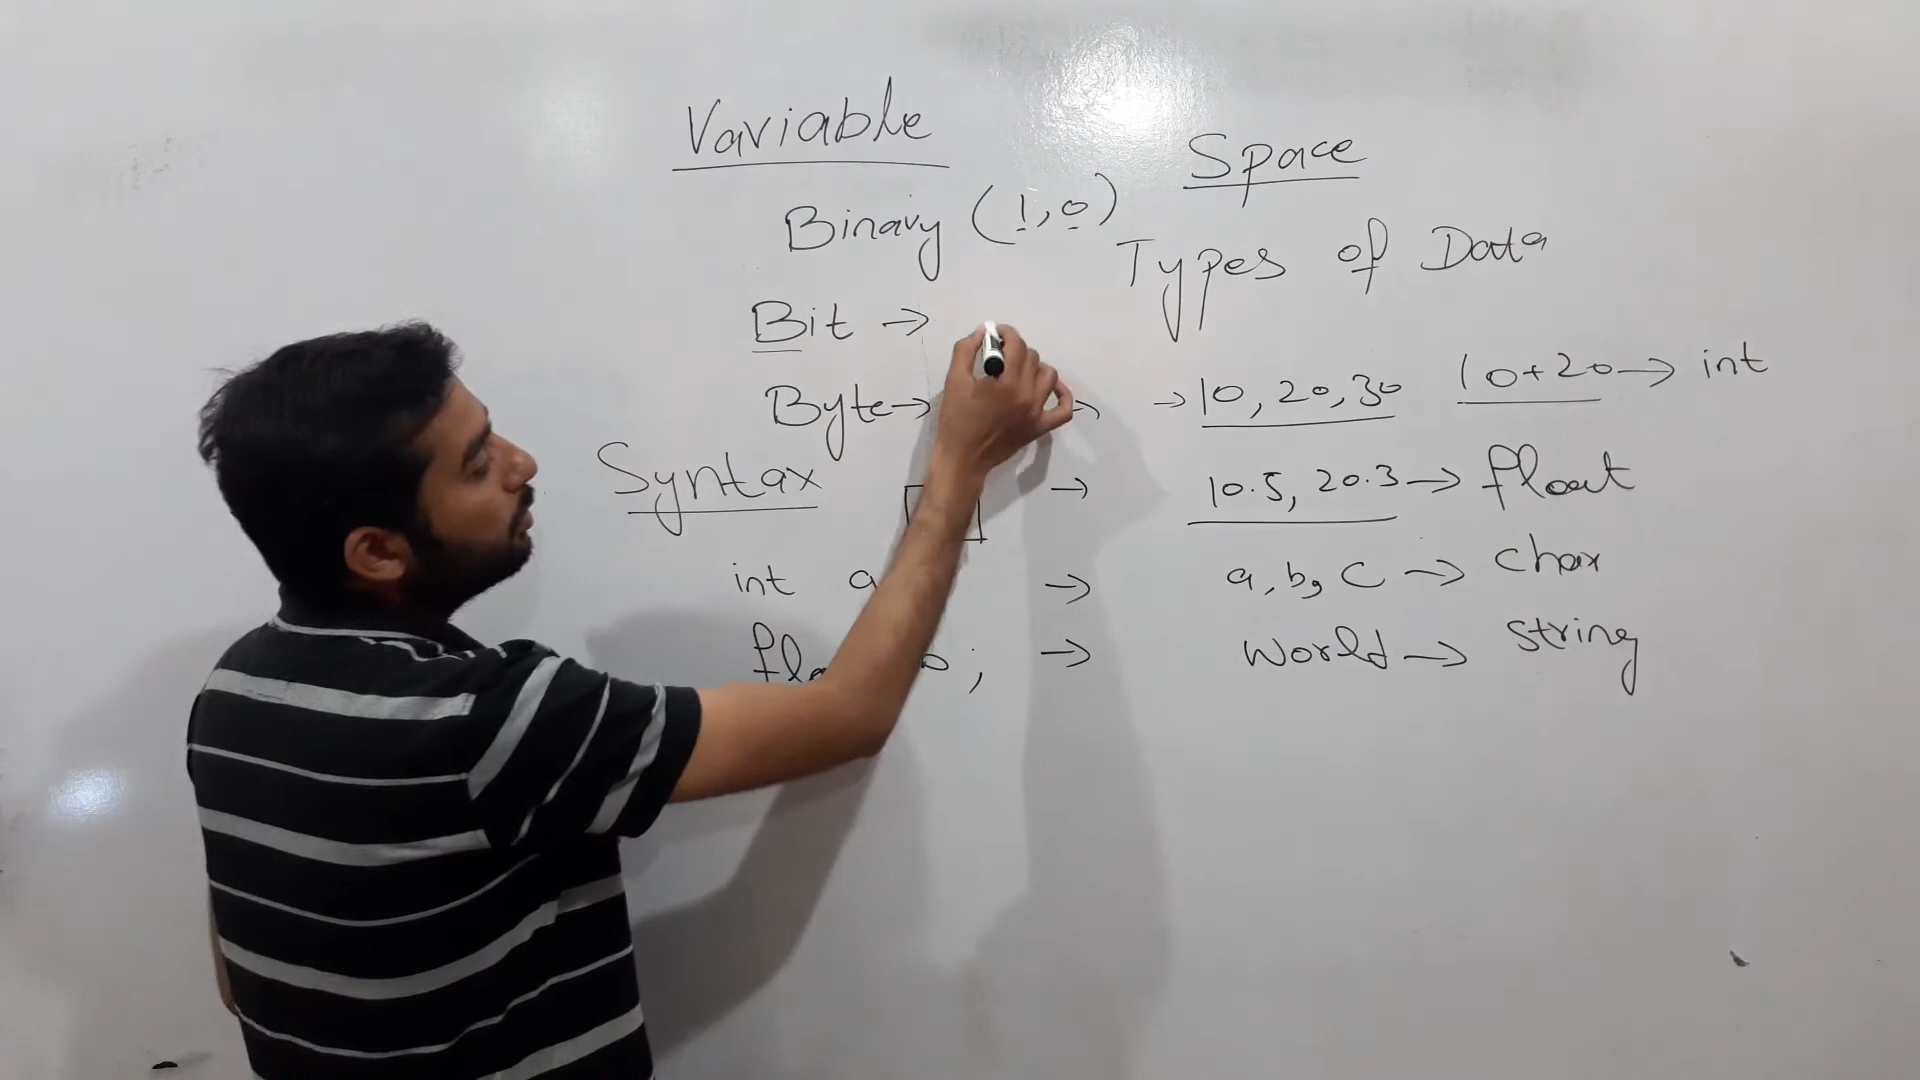 Variable
Space
Binary (1,0)
Types of Data
Bit →
Byte→
→ 10, 20, 30 10+20 → int
Syntax
→ 10.5, 20.3 → float
int a → a, b, c → char
; → World → string